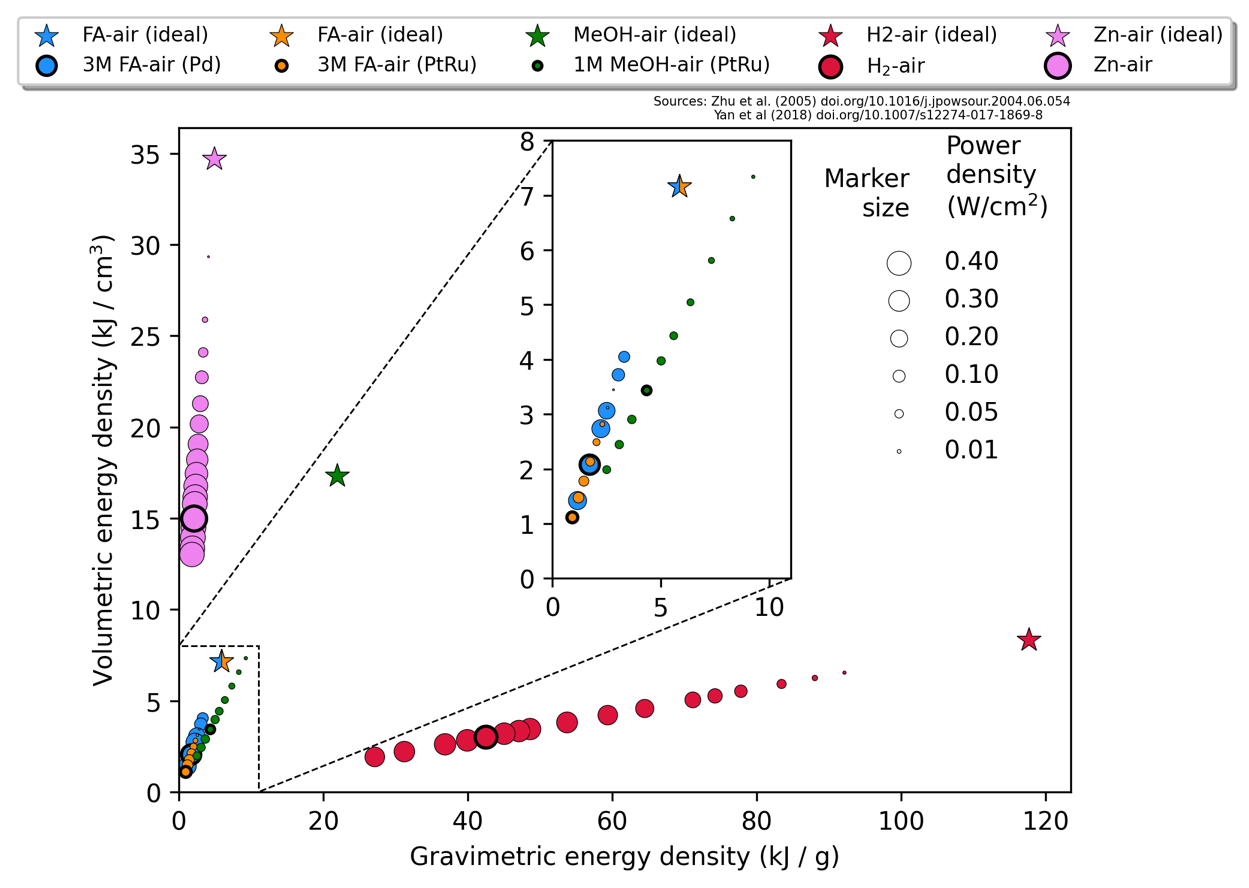 FA-air (ideal) FA-air (ideal) MeOH-air (ideal) H2-air (ideal) Zn-air (ideal)
3M FA-air (Pd) 3M FA-air (PtRu) 1M MeOH-air (PtRu) H₂-air Zn-air
Sources: Zhu et al. (2005) doi.org/10.1016/j.jpowsour.2004.06.054
Yan et al (2018) doi.org/10.1007/s12274-017-1869-8
Volumetric energy density (kJ / cm³)
35
30
25
20
15
10
5
0
0 20 40 60 80 100 120
Gravimetric energy density (kJ / g)
8
7
6
5
4
3
2
1
0
0 5 10
Marker
size
Power
density
(W/cm²)
0.40
0.30
0.20
0.10
0.05
0.01